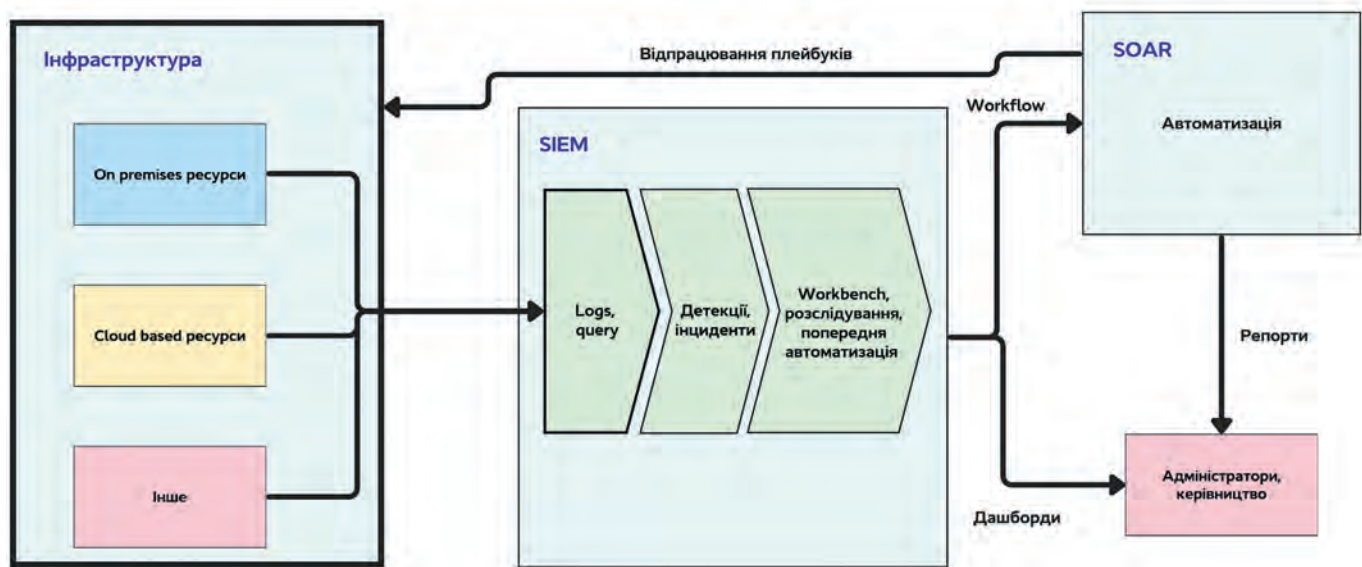 Інфраструктура
On premises ресурси
Cloud based ресурси
Інше
Відпрацювання плейбуків
SIEM
Logs,
query
Детекції,
інциденти
Workbench,
розслідування,
попередня
автоматизація
Workflow
SOAR
Автоматизація
Репорти
Дашборди
Адміністратори,
керівництво